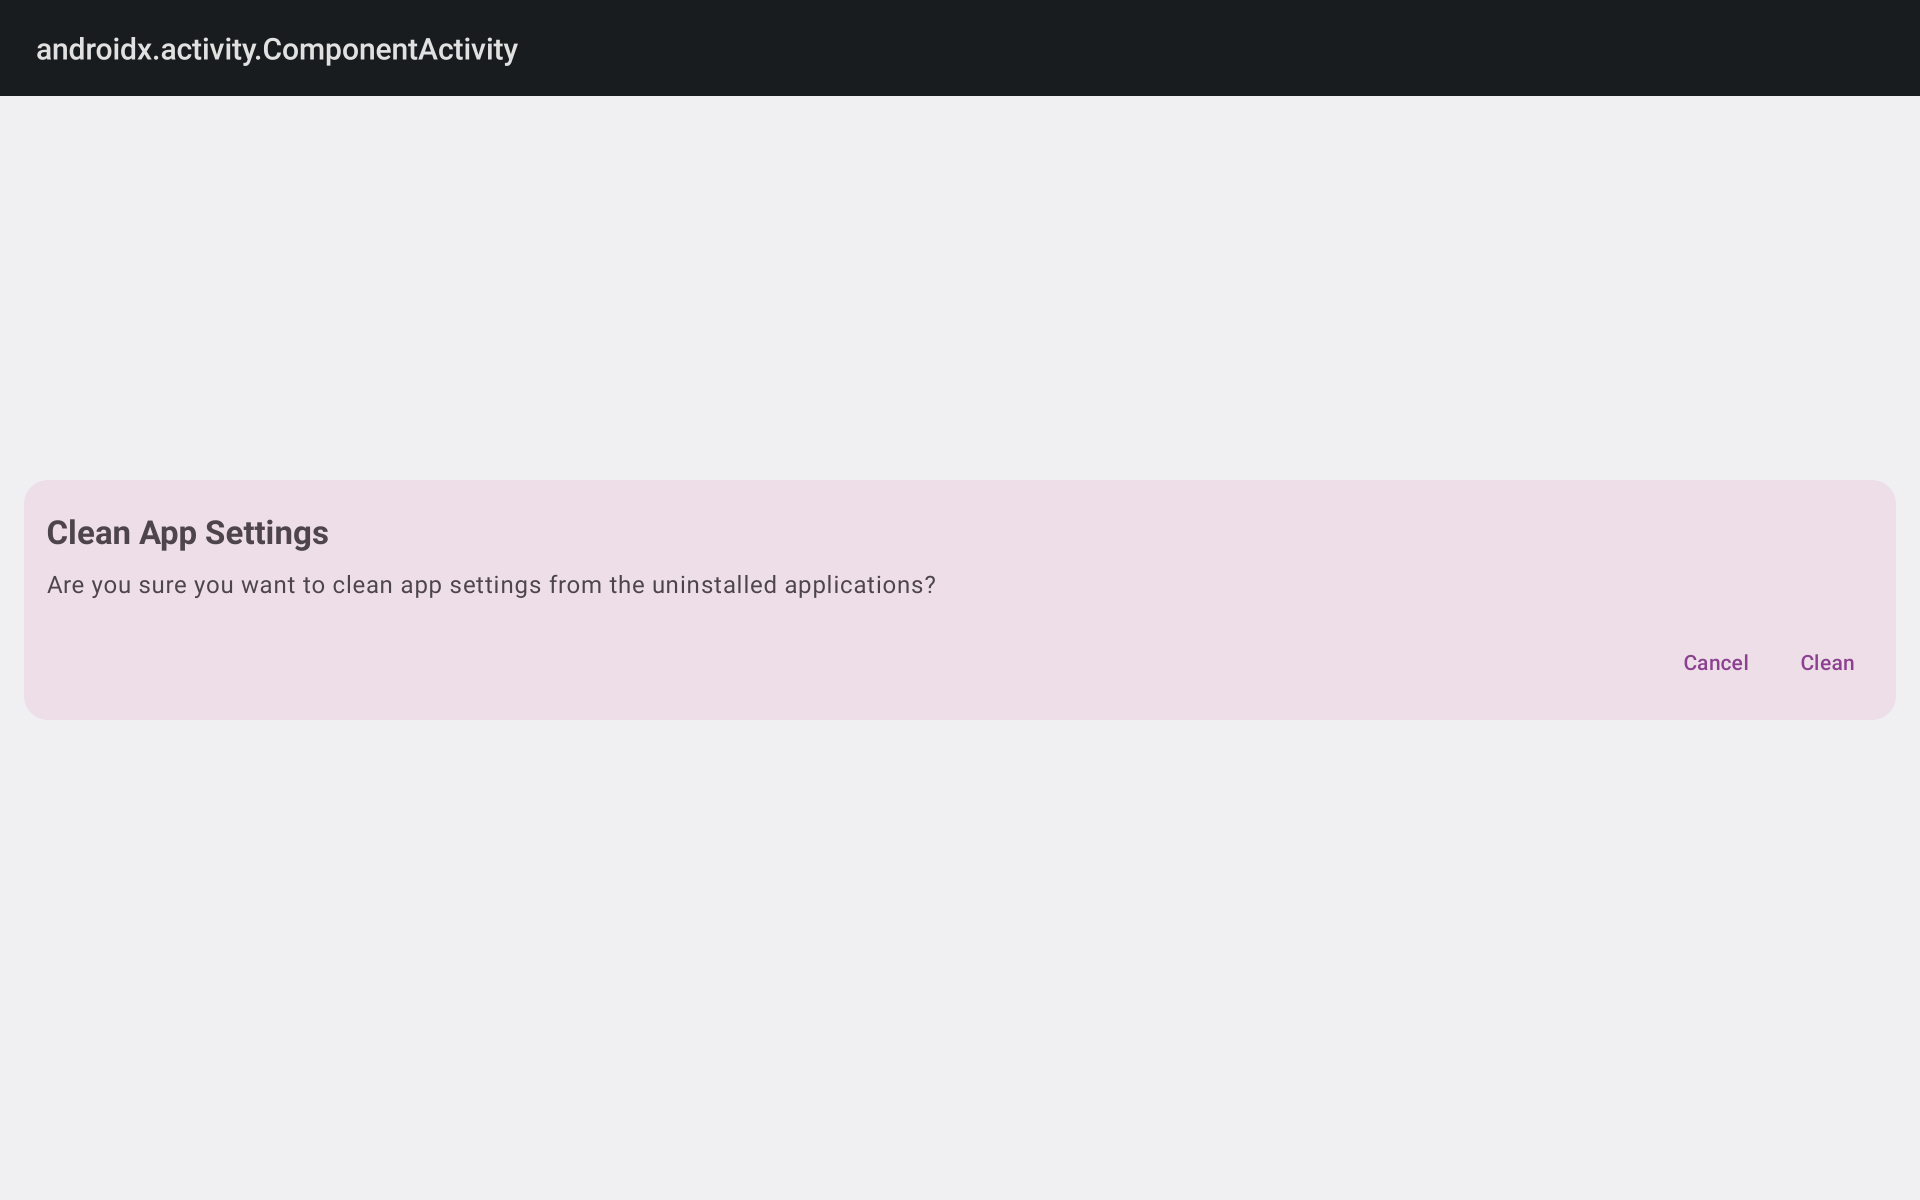 androidx.activity.ComponentActivity
Clean App Settings
Are you sure you want to clean app settings from the uninstalled applications?
Cancel Clean